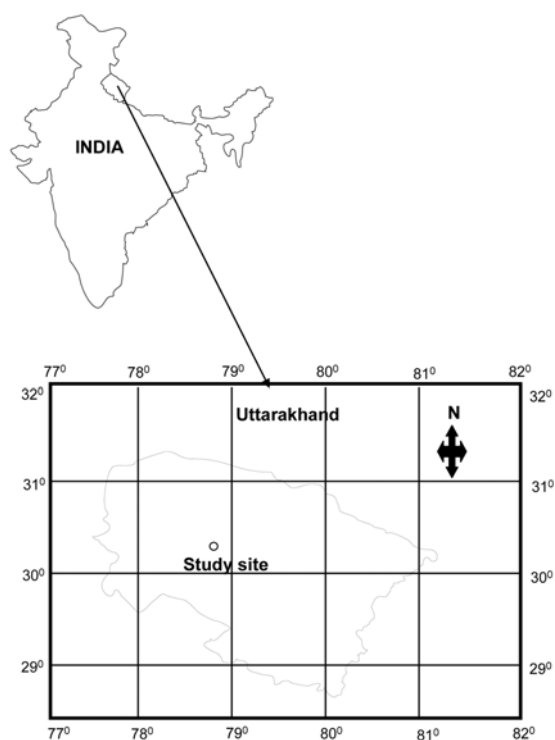 INDIA
77⁰ 78⁰ 79⁰ 80⁰ 81⁰ 82⁰
32⁰ 32⁰
Uttarakhand
N
31⁰ 31⁰
Study site
30⁰ 30⁰
29⁰ 29⁰
77⁰ 78⁰ 79⁰ 80⁰ 81⁰ 82⁰